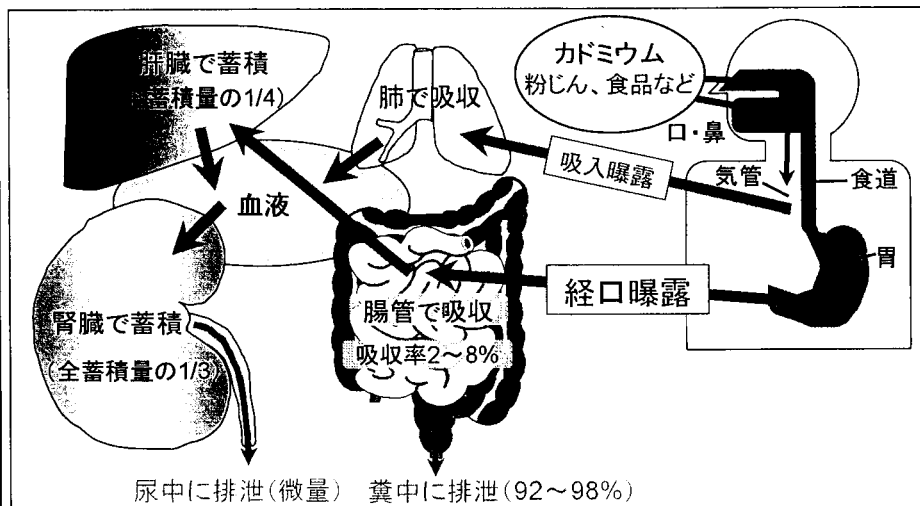 カドミウム
粉じん、食品など
口・鼻
気管
食道
胃
吸入曝露
経口曝露
肺で吸収
腸管で吸収
吸収率2～8%
肝臓で蓄積
蓄積量の1/4)
血液
腎臓で蓄積
(全蓄積量の1/3)
尿中に排泄(微量)
糞中に排泄(92～98%)